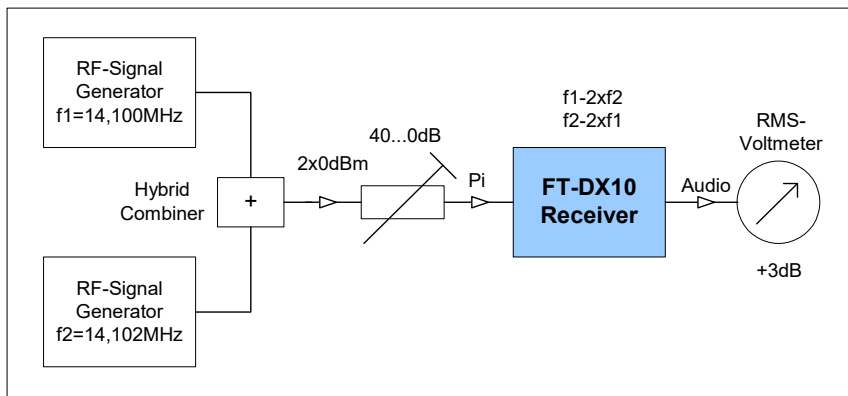 RF-Signal
Generator
f1=14,100MHz
Hybrid
Combiner
+
RF-Signal
Generator
f2=14,102MHz
2x0dBm
40...0dB
Pi
f1-2xf2
f2-2xf1
FT-DX10
Receiver
Audio
RMS-
Voltmeter
+3dB